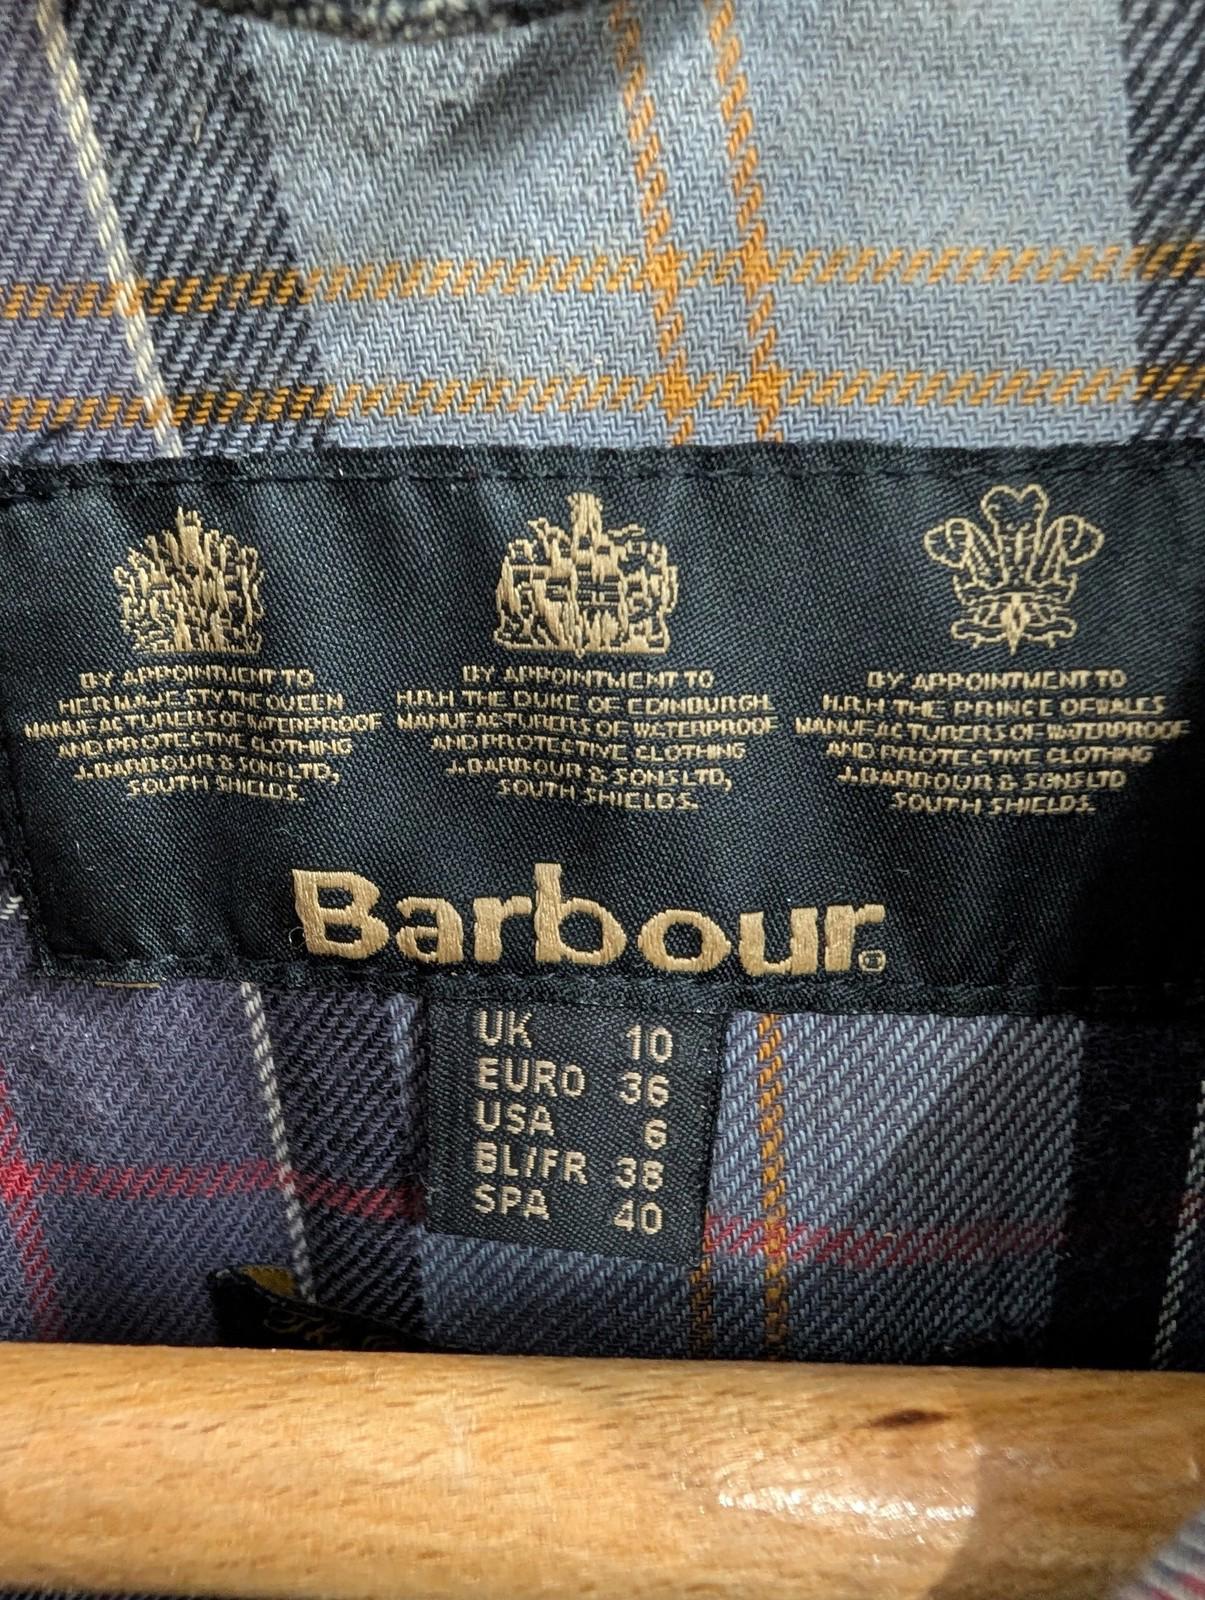 BY APPOINTMENT TO
HER MAJESTY THE QUEEN
MANUFACTURERS OF WATERPROOF
AND PROTECTIVE CLOTHING
J. BARBOUR & SONS LTD,
SOUTH SHIELDS.
BY APPOINTMENT TO
H.R.H THE DUKE OF EDINBURGH
MANUFACTURERS OF WATERPROOF
AND PROTECTIVE CLOTHING
J. BARBOUR & SONS LTD,
SOUTH SHIELDS.
BY APPOINTMENT TO
H.R.H THE PRINCE OF WALES
MANUFACTURERS OF WATERPROOF
AND PROTECTIVE CLOTHING
J. BARBOUR & SONS LTD
SOUTH SHIELDS.
Barbour®
UK 10
EURO 36
USA 6
BL/FR 38
SPA 40